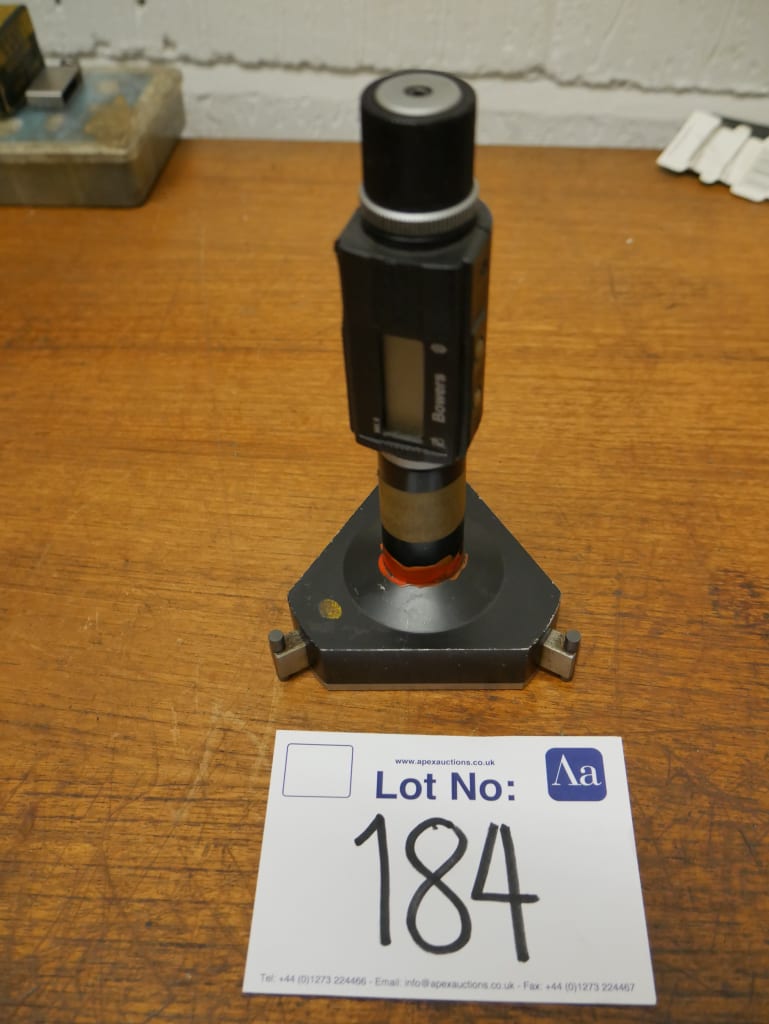 Bowers
www.apexauctions.co.uk
Lot No:
Aa
184
Tel: +44 (0)1273 224466 - Email: info@apexauctions.co.uk - Fax: +44 (0)1273 224467